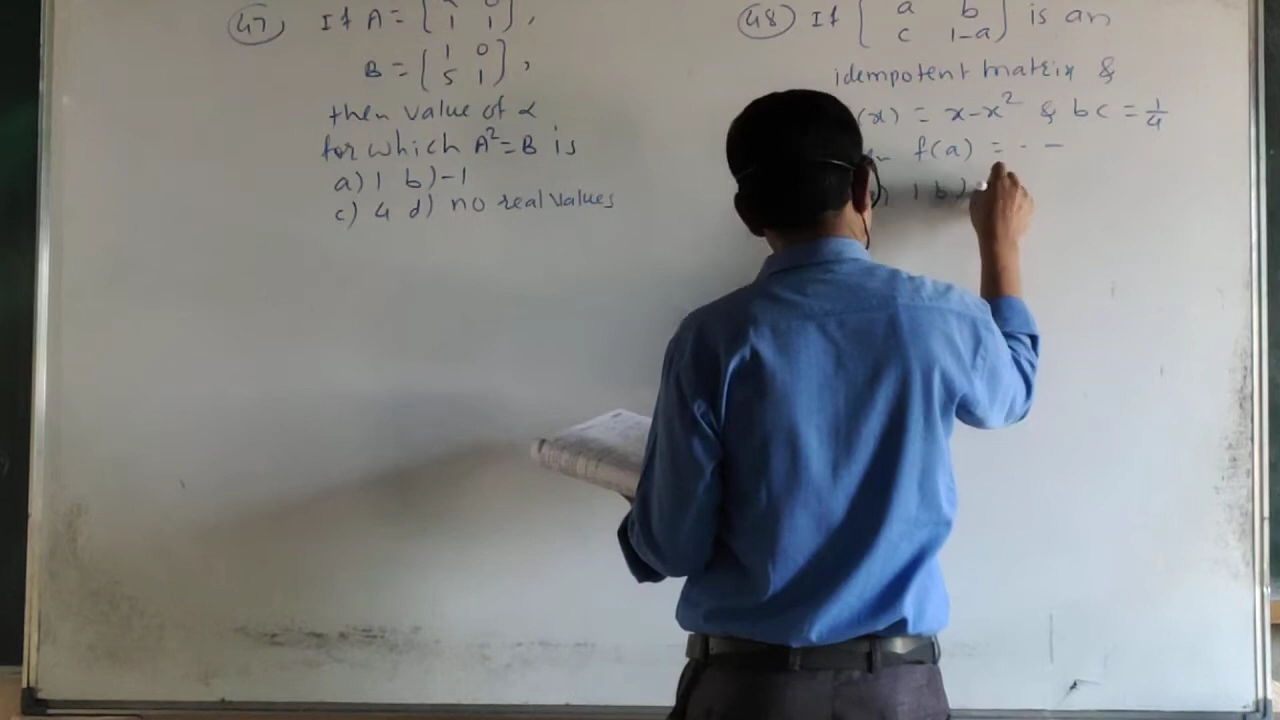 47, If A = [α 0
1 1],
B = [1 0
5 1],
then value of α
for which A²=B is
a) 1 b) -1
c) 4 d) no real values
48) If [a b
c 1-a] is an
idempotent matrix &
(x) = x-x² & bc = 1/4
f(a) = - -
1 b)